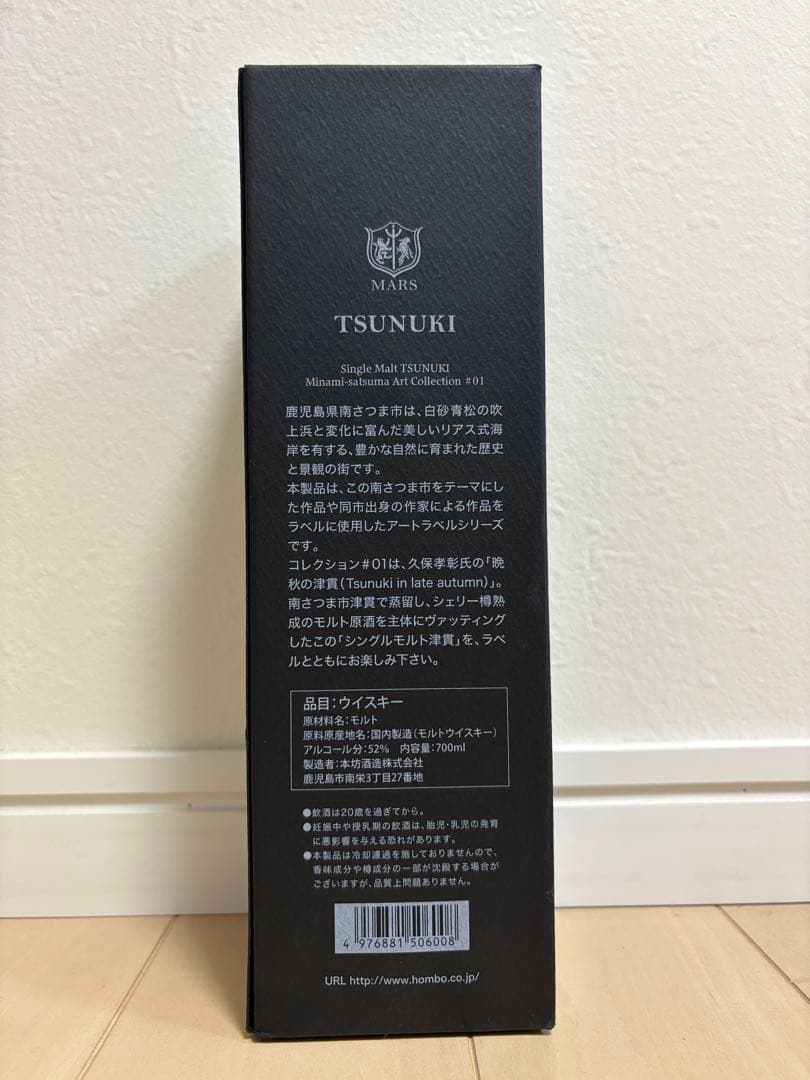 MARS
TSUNUKI
Single Malt TSUNUKI
Minami-satsuma Art Collection #01
鹿児島県南さつま市は、白砂青松の吹
上浜と変化に富んだ美しいリアス式海
岸を有する、豊かな自然に育まれた歴史
と景観の街です。
本製品は、この南さつま市をテーマにし
た作品や同市出身の作家による作品を
ラベルに使用したアートラベルシリーズ
です。
コレクション#01は、久保孝彰氏の「晩
秋の津貫(Tsunuki in late autumn)」。
南さつま市津貫で蒸留し、シェリー樽熟
成のモルト原酒を主体にヴァッティング
したこの「シングルモルト津貫」を、ラベ
ルとともにお楽しみ下さい。
品目:ウイスキー
原材料名:モルト
原料原産地名:国内製造(モルトウイスキー)
アルコール分:52% 内容量:700ml
製造者:本坊酒造株式会社
鹿児島市南栄3丁目27番地
●飲酒は20歳を過ぎてから。
●妊娠中や授乳期の飲酒は、胎児・乳児の発育
に悪影響を与える恐れがあります。
●本製品は冷却濾過を施しておりませんので、
香味成分や樽成分の一部が沈殿する場合が
ございますが、品質上問題ありません。
4 976881 506008
URL http://www.hombo.co.jp/